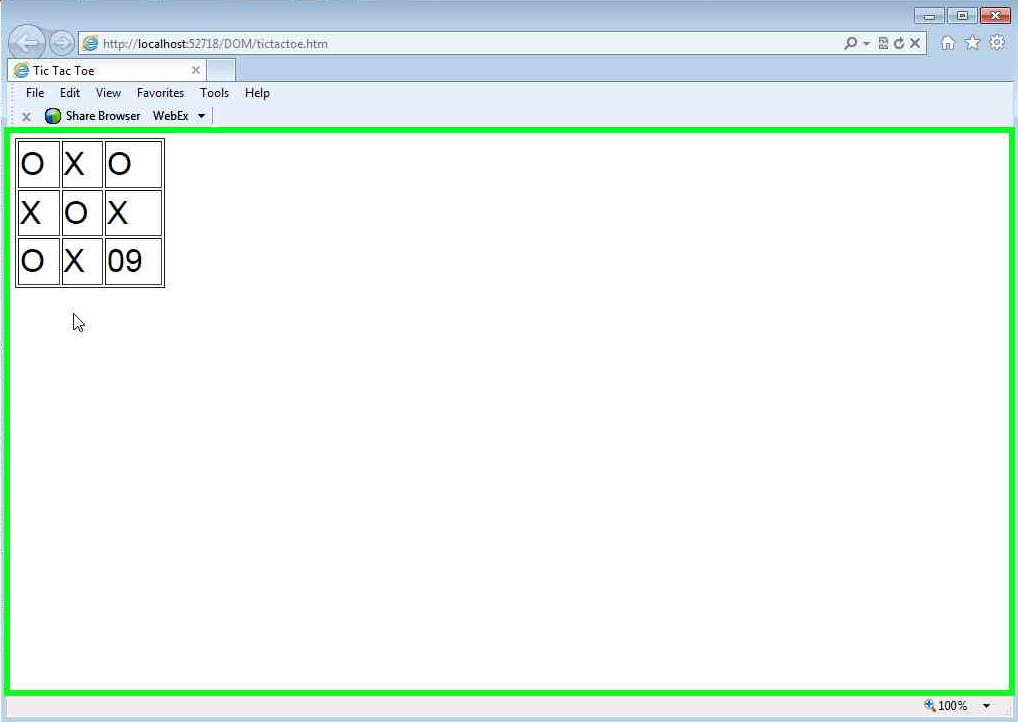 http://localhost:52718/DOM/tictactoe.htm
Tic Tac Toe
File Edit View Favorites Tools Help
Share Browser WebEx
O X O
X O X
O X 09
100%